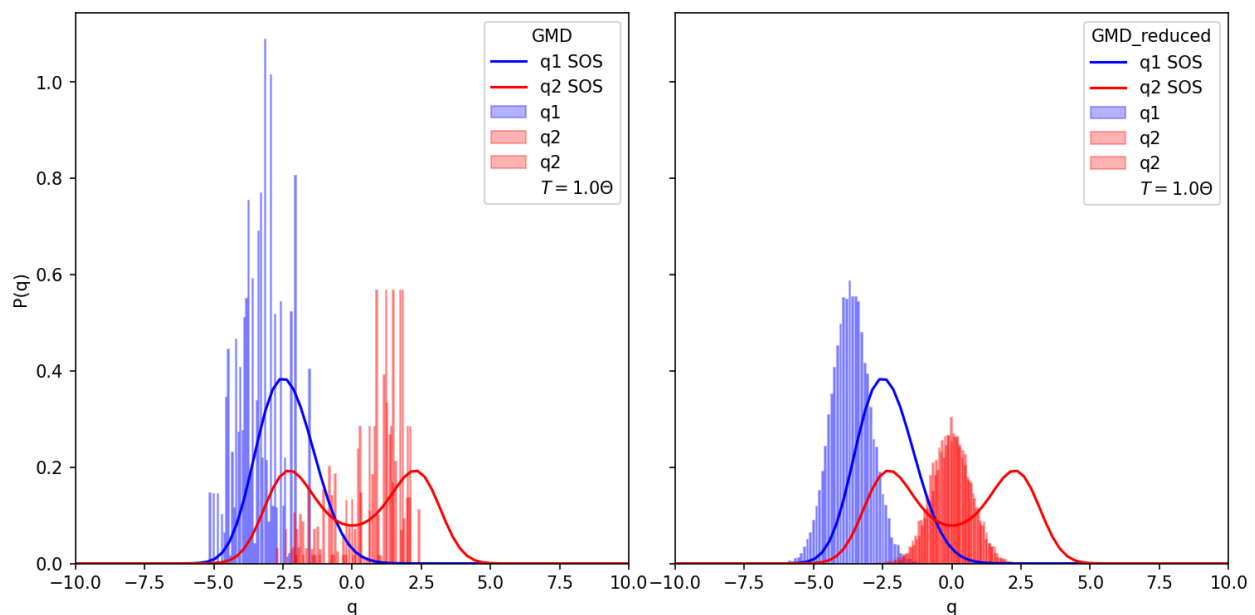 GMD
q1 SOS
q2 SOS
q1
q2
q2
T = 1.0Θ
P(q)
1.0
0.8
0.6
0.4
0.2
0.0
−10.0 −7.5 −5.0 −2.5 0.0 2.5 5.0 7.5 10.0
q
GMD_reduced
q1 SOS
q2 SOS
q1
q2
q2
T = 1.0Θ
−10.0 −7.5 −5.0 −2.5 0.0 2.5 5.0 7.5 10.0
q